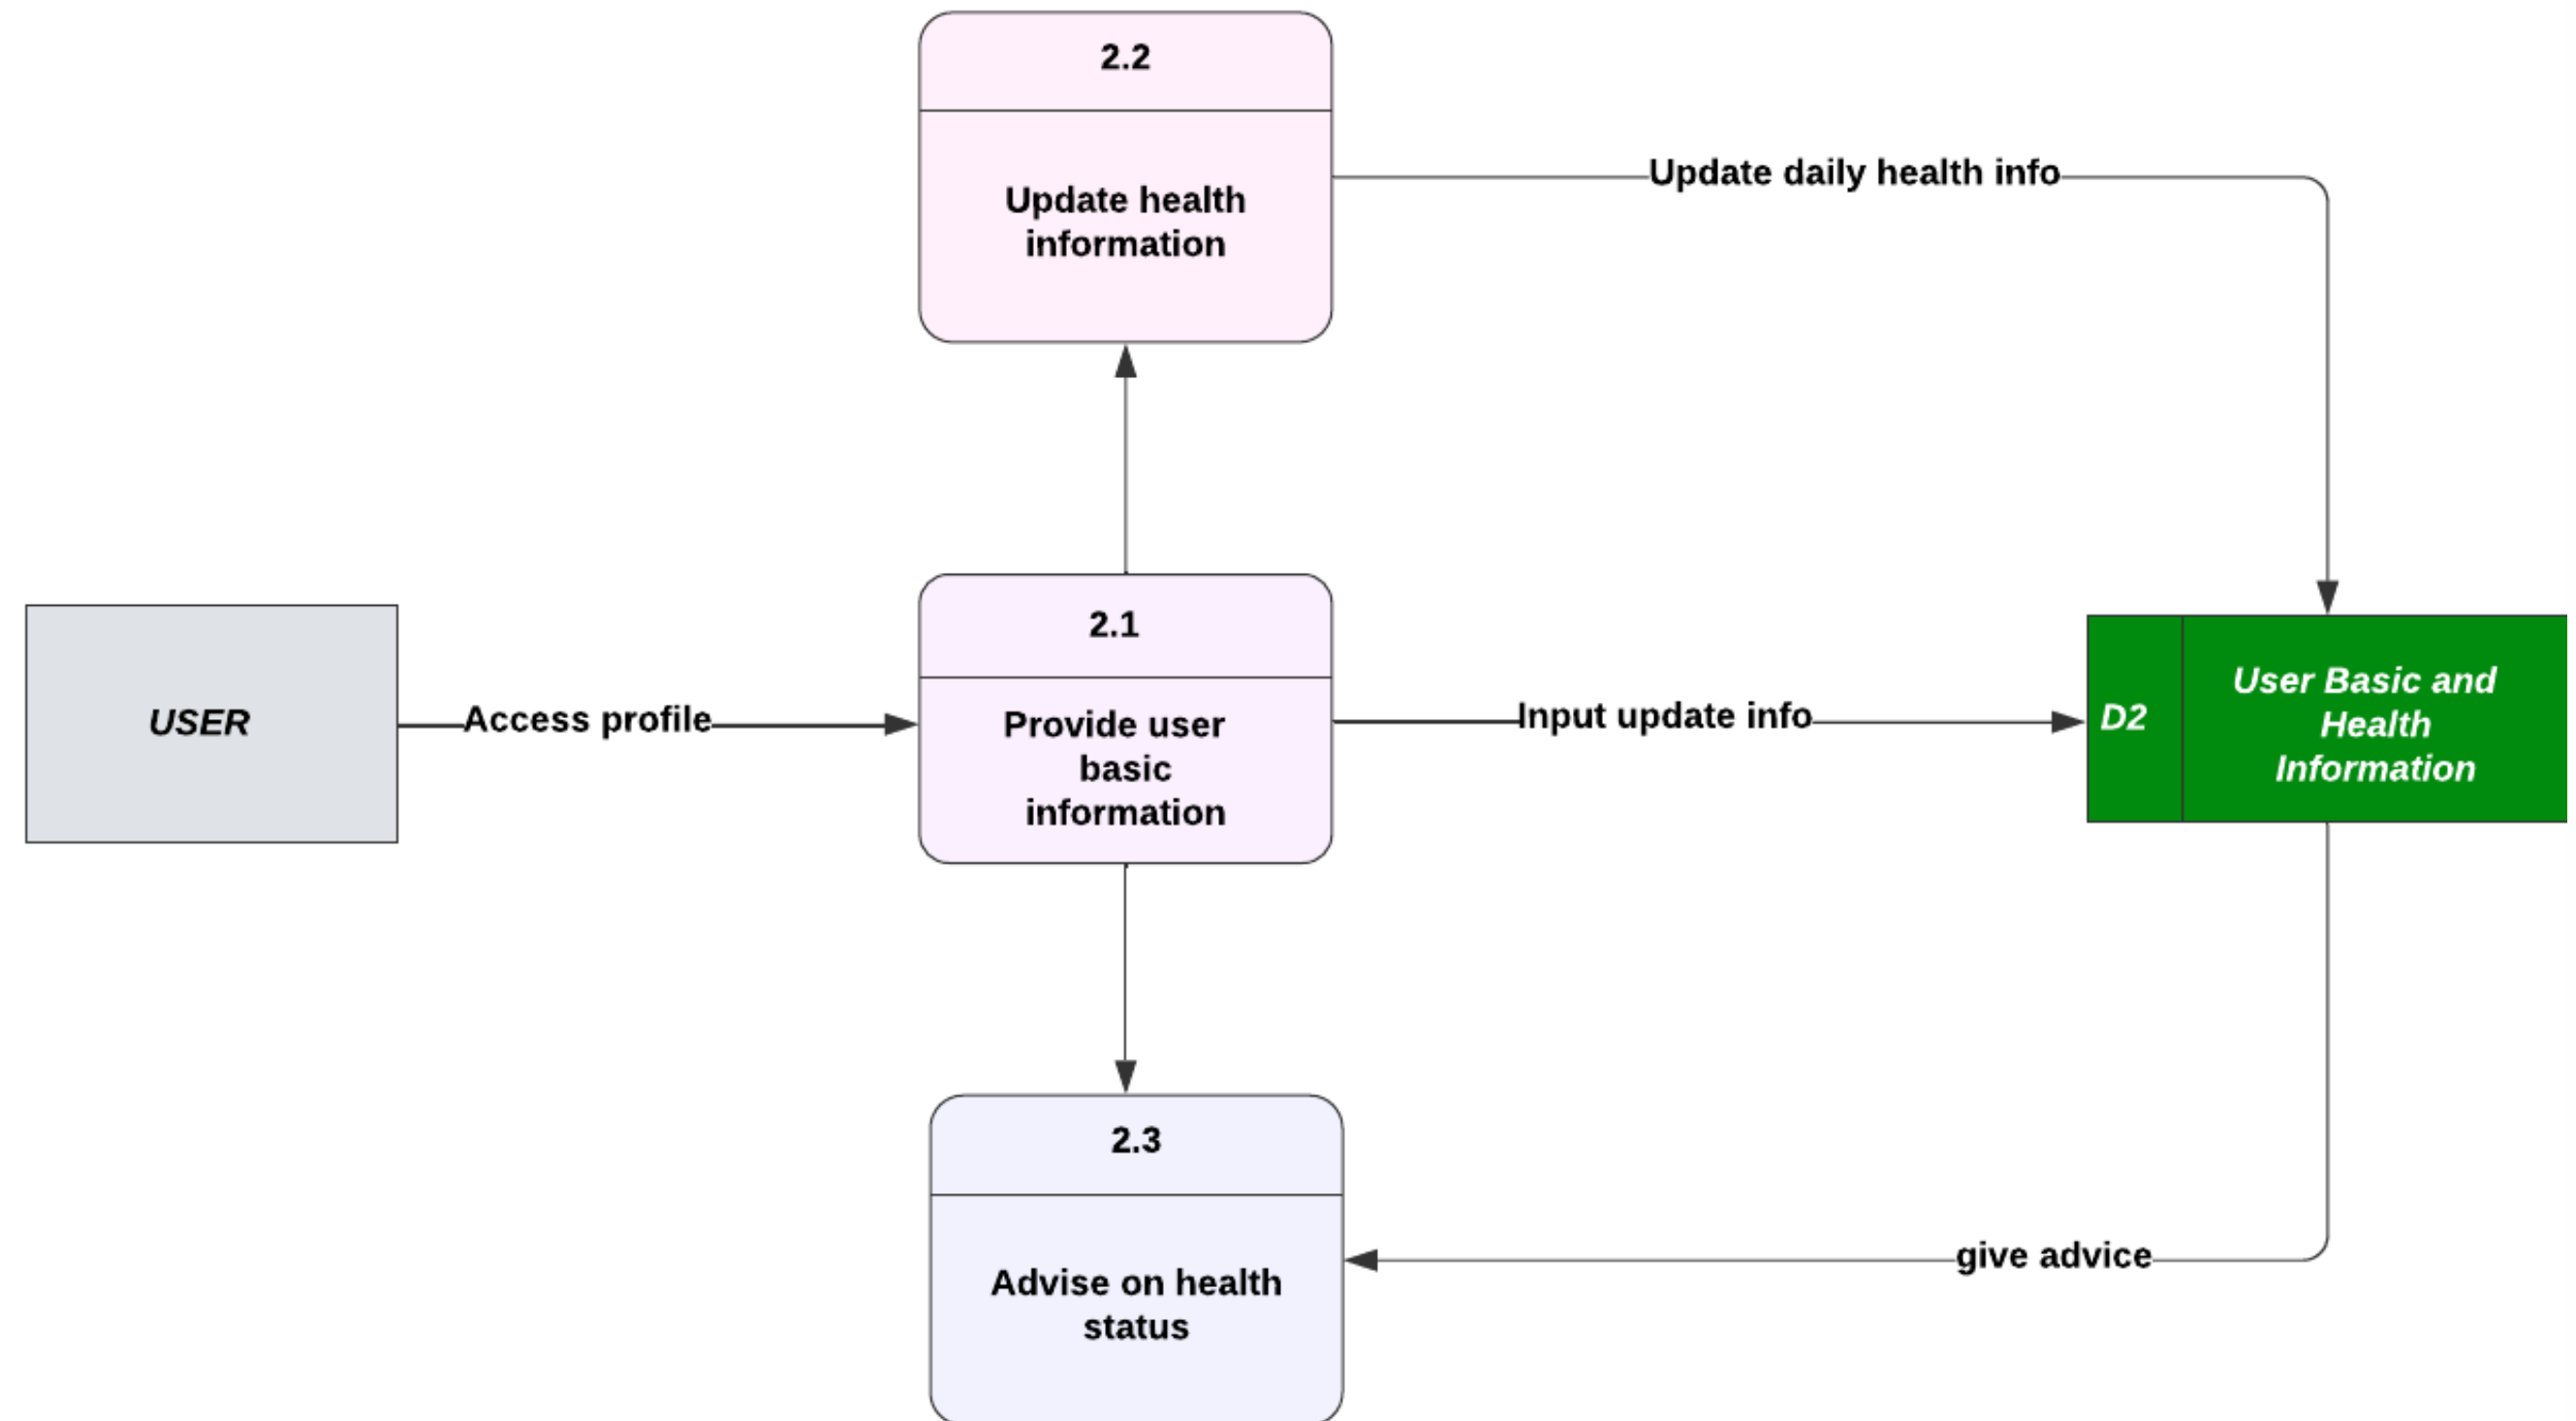 2.2
Update health
information
Update daily health info
USER
Access profile
2.1
Provide user
basic
information
Input update info
D2
User Basic and
Health
Information
2.3
Advise on health
status
give advice